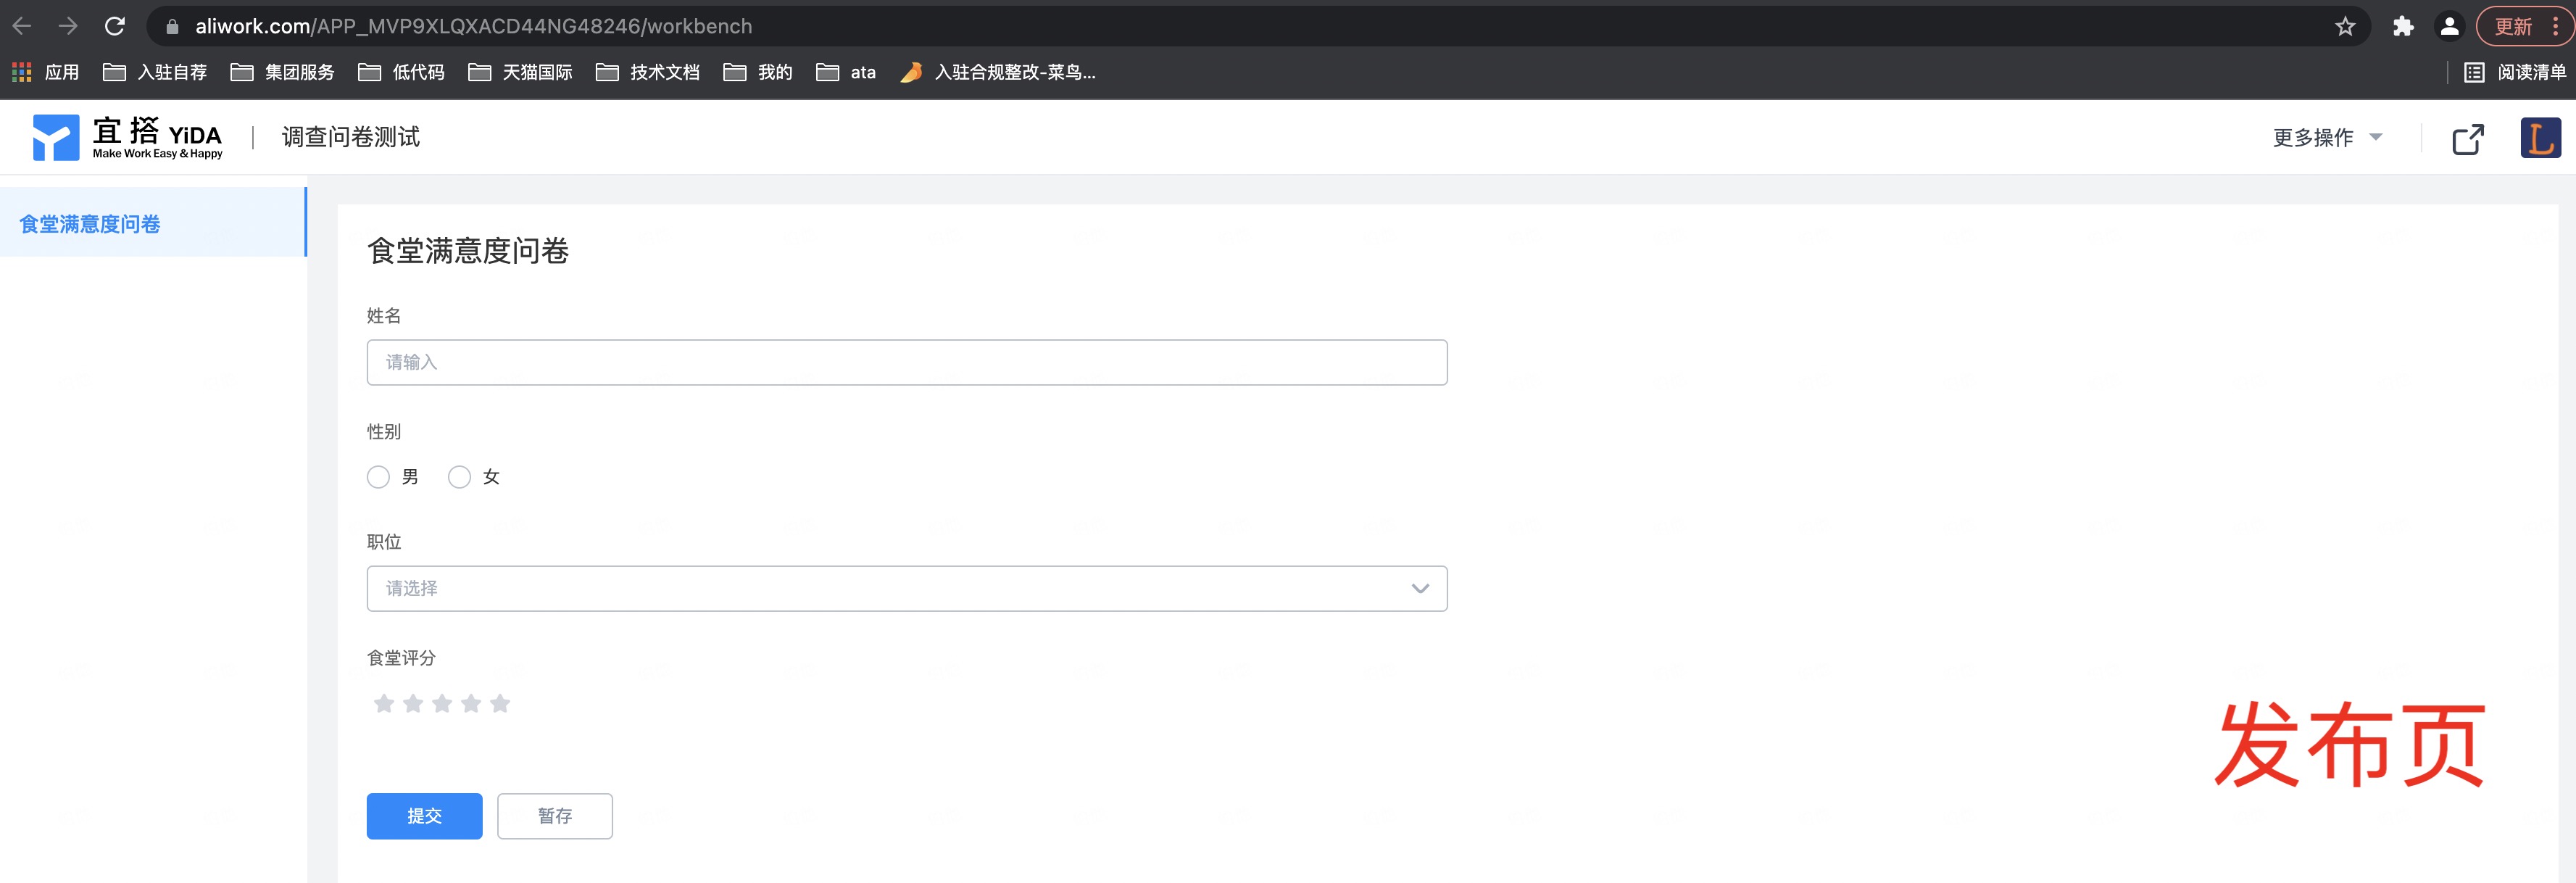 aliwork.com/APP_MVP9XLQXACD44NG48246/workbench
更新
应用 入驻自荐 集团服务 低代码 天猫国际 技术文档 我的 ata 入驻合规整改-菜鸟... 阅读清单
宜搭 YiDA
Make Work Easy & Happy
调查问卷测试
更多操作
L
食堂满意度问卷
食堂满意度问卷
姓名
请输入
性别
男 女
职位
请选择
食堂评分
发布页
提交 暂存